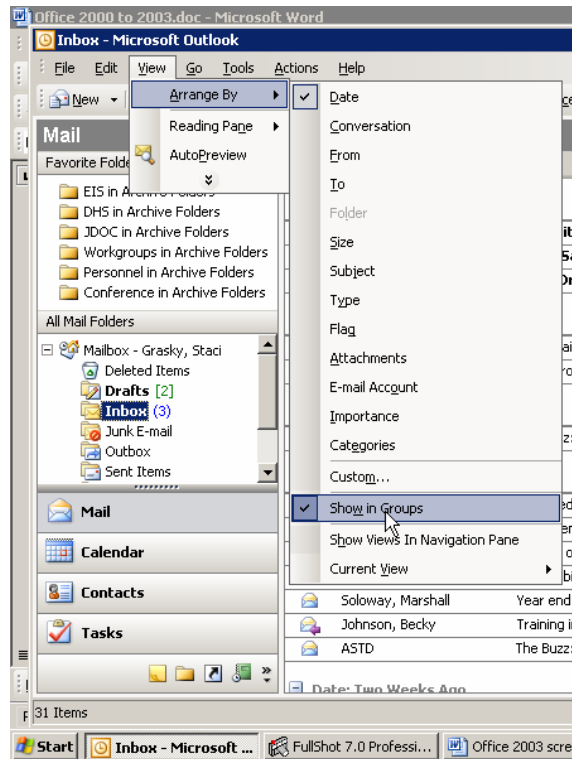 Office 2000 to 2003.doc - Microsoft Word
Inbox - Microsoft Outlook
File Edit View Go Tools Actions Help
New
Arrange By
Reading Pane
AutoPreview
Date
Conversation
From
To
Folder
Size
Subject
Type
Flag
Attachments
E-mail Account
Importance
Categories
Custom...
Show in Groups
Show Views In Navigation Pane
Current View
Mail
Favorite Folde
EIS in Archive Folders
DHS in Archive Folders
JDOC in Archive Folders
Workgroups in Archive Folders
Personnel in Archive Folders
Conference in Archive Folders
All Mail Folders
Mailbox - Grasky, Staci
Deleted Items
Drafts [2]
Inbox (3)
Junk E-mail
Outbox
Sent Items
Mail
Calendar
Contacts
Tasks
Soloway, Marshall Year end
Johnson, Becky Training i
ASTD The Buzz:
Date: Two Weeks Ago
31 Items
Start Inbox - Microsoft ... FullShot 7.0 Professi... Office 2003 scre